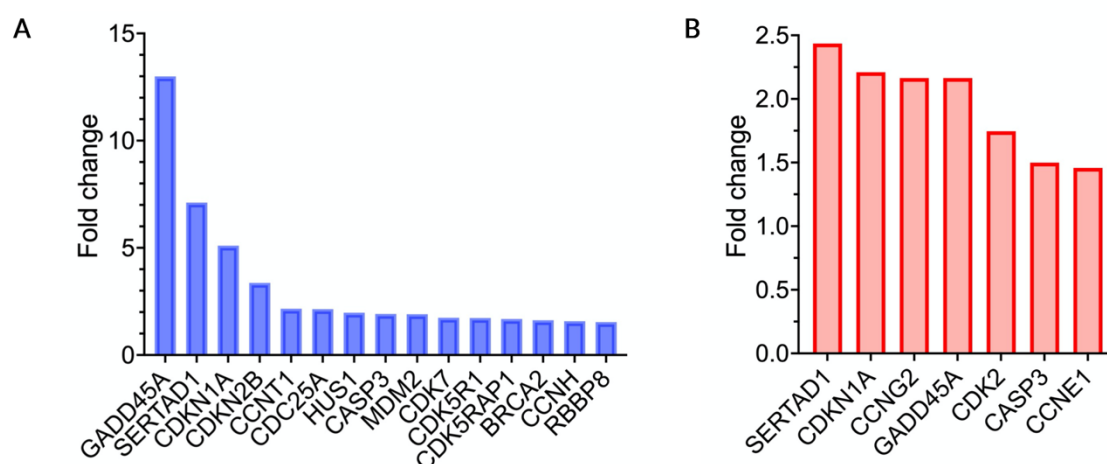 A
Fold change
15
10
5
0
GADD45A
SERTAD1
CDKN1A
CDKN2B
CCNT1
CDC25A
HUS1
CASP3
MDM2
CDK7
CDK5R1
CDK5RAP1
BRCA2
CCNH
RBBP8
B
Fold change
2.5
2.0
1.5
1.0
0.5
0.0
SERTAD1
CDKN1A
CCNG2
GADD45A
CDK2
CASP3
CCNE1